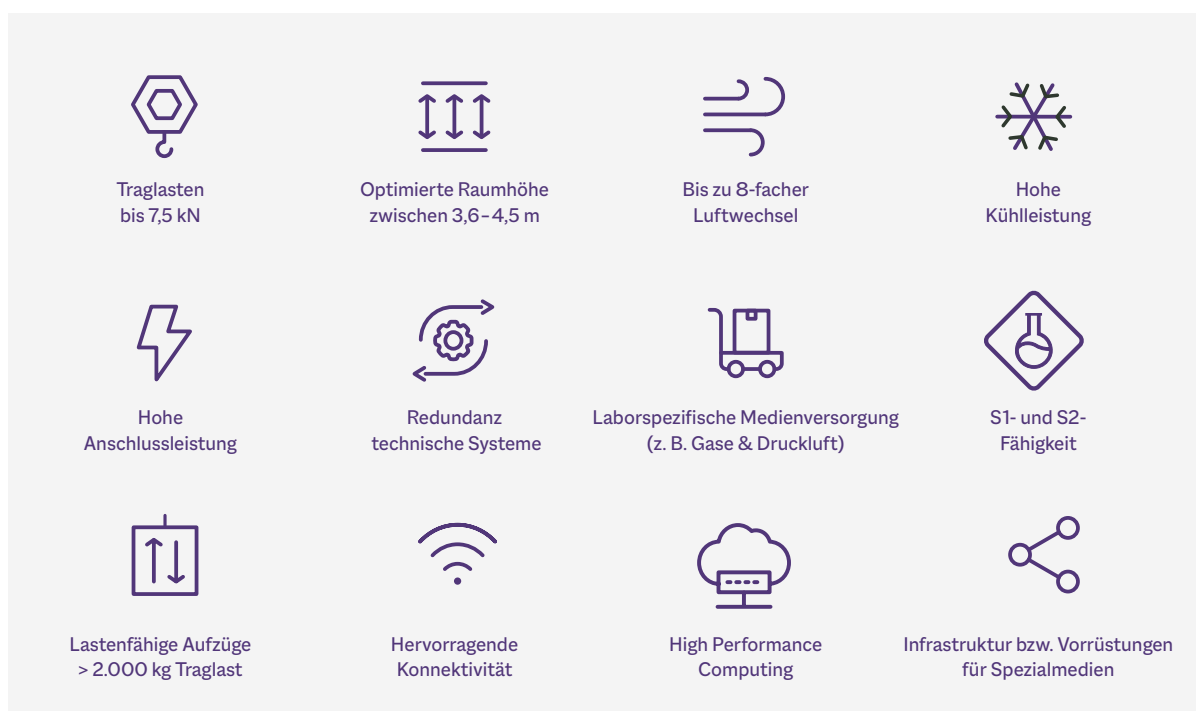 Traglasten
bis 7,5 kN
Optimierte Raumhöhe
zwischen 3,6–4,5 m
Bis zu 8-facher
Luftwechsel
Hohe
Kühlleistung
Hohe
Anschlussleistung
Redundanz
technische Systeme
Laborspezifische Medienversorgung
(z. B. Gase & Druckluft)
S1- und S2-
Fähigkeit
Lastenfähige Aufzüge
> 2.000 kg Traglast
Hervorragende
Konnektivität
High Performance
Computing
Infrastruktur bzw. Vorrüstungen
für Spezialmedien